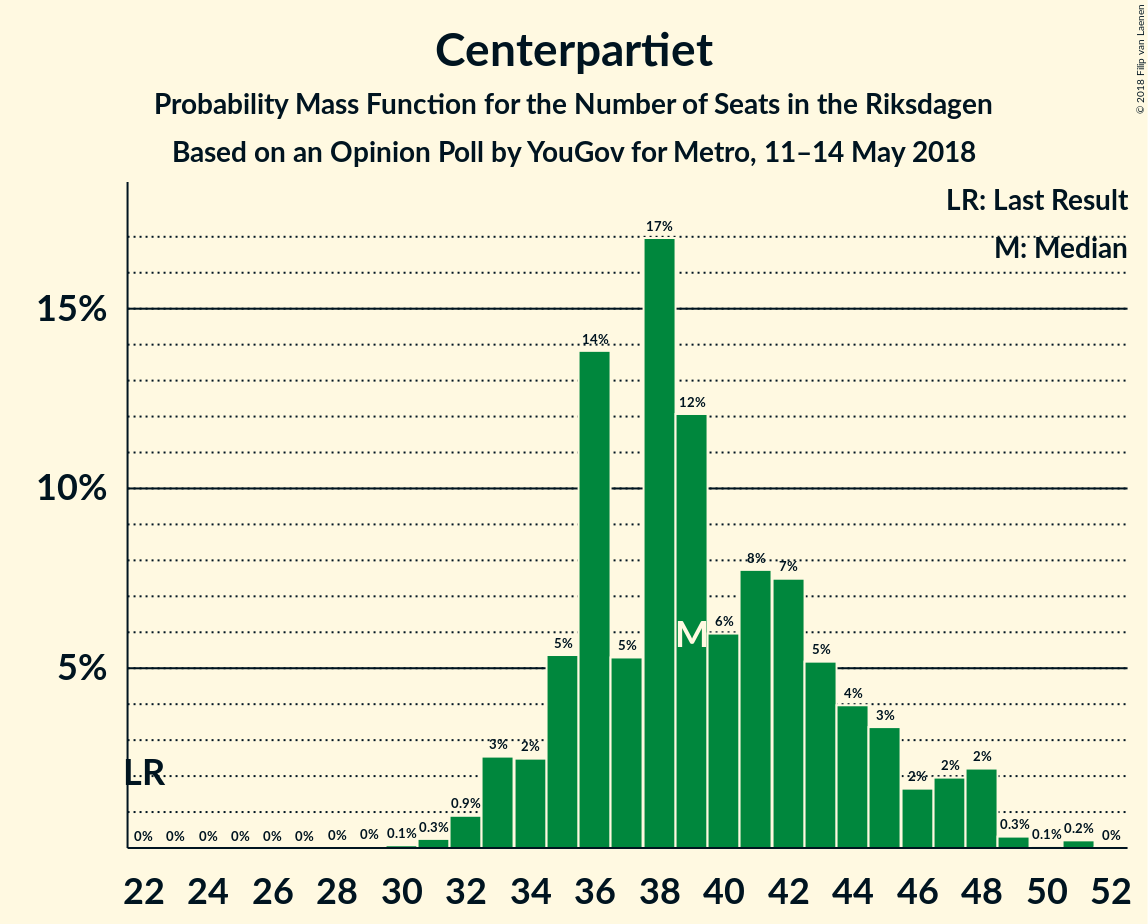 Centerpartiet
Probability Mass Function for the Number of Seats in the Riksdagen
Based on an Opinion Poll by YouGov for Metro, 11–14 May 2018
© 2018 Filip van Laenen
LR: Last Result
M: Median
15%
10%
5%
17%
14%
12%
8%
7%
6%
5%
5%
5%
4%
3%
3%
2%
2%
2%
2%
0.9%
0.3%
0.1%
0.3%
0.1%
0.2%
0%
0% 0% 0% 0% 0% 0% 0% 0%
M
LR
22 24 26 28 30 32 34 36 38 40 42 44 46 48 50 52